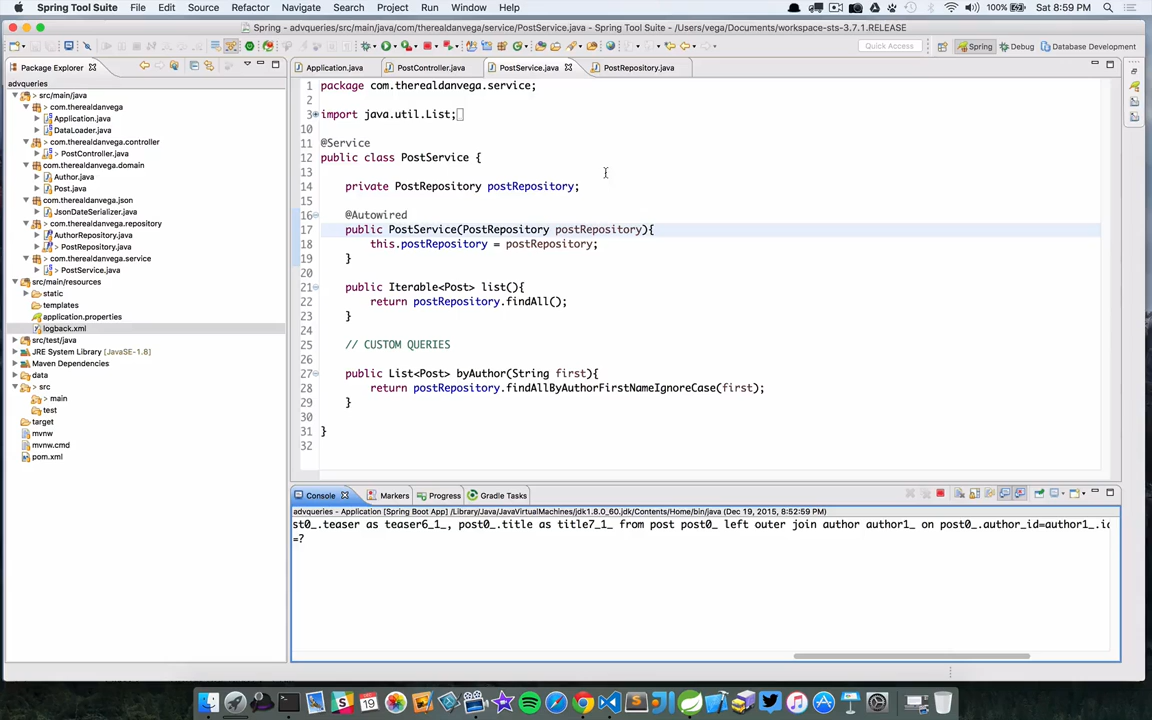 Spring Tool Suite File Edit Source Refactor Navigate Search Project Run Window Help 100% Sat 8:59 PM
Spring - advqueries/src/main/java/com/therealdanvega/PostService.java - Spring Tool Suite - /Users/vega/Documents/workspace-sts-3.7.1.RELEASE
Quick Access Spring Debug Database Development
Package Explorer
Application.java PostController.java PostService.java PostRepository.java
advqueries
src/main/java
com.therealdanvega
Application.java
DataLoader.java
com.therealdanvega.controller
PostController.java
com.therealdanvega.domain
Author.java
Post.java
com.therealdanvega.json
JsonDateSerializer.java
com.therealdanvega.repository
AuthorRepository.java
PostRepository.java
com.therealdanvega.service
PostService.java
src/main/resources
static
templates
application.properties
logback.xml
src/test/java
JRE System Library [JavaSE-1.8]
Maven Dependencies
data
src
main
test
target
mvnw
mvnw.cmd
pom.xml
1 package com.therealdanvega.service;
2
3 import java.util.List;
10
11 @Service
12 public class PostService {
13
14 private PostRepository postRepository;
15
16 @Autowired
17 public PostService(PostRepository postRepository){
18 this.postRepository = postRepository;
19 }
20
21 public Iterable<Post> list(){
22 return postRepository.findAll();
23 }
24
25 // CUSTOM QUERIES
26
27 public List<Post> byAuthor(String first){
28 return postRepository.findAllByAuthorFirstNameIgnoreCase(first);
29 }
30
31 }
32
Console Markers Progress Gradle Tasks
advqueries - Application [Spring Boot App] /Library/Java/JavaVirtualMachines/jdk1.8.0_60.jdk/Contents/Home/bin/java (Dec 19, 2015, 8:52:59 PM)
st0_.teaser as teaser6_1_, post0_.title as title7_1_ from post post0_ left outer join author author1_ on post0_.author_id=author1_.id
=?
19